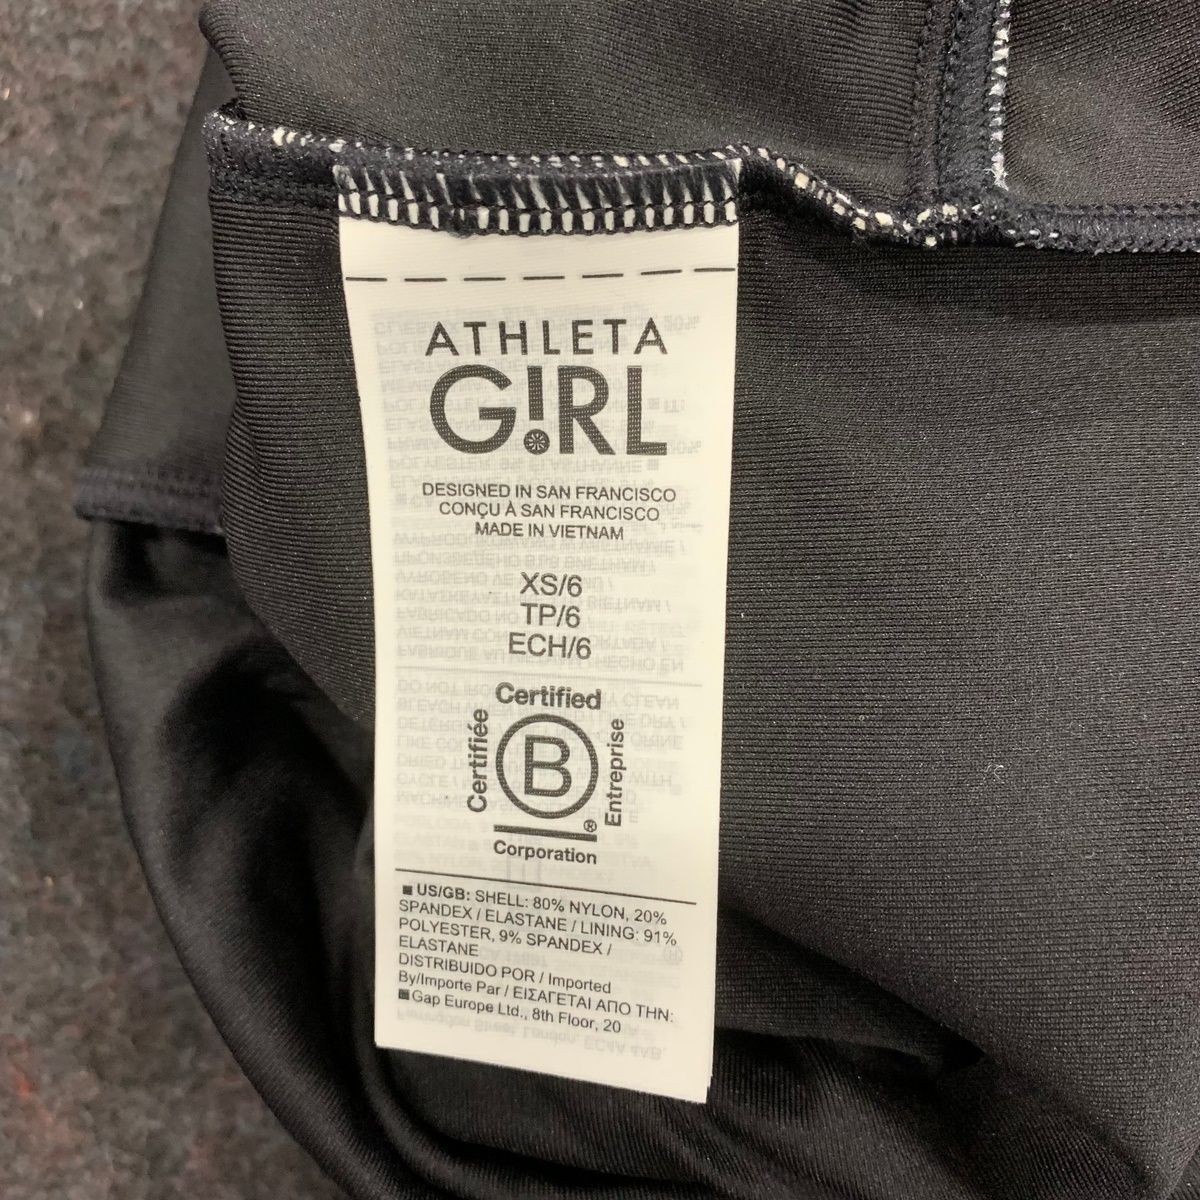 ATHLETA
G!RL
DESIGNED IN SAN FRANCISCO
CONÇU À SAN FRANCISCO
MADE IN VIETNAM
XS/6
TP/6
ECH/6
Certified
Certifiée
B
Entreprise
®
Corporation
■ US/GB: SHELL: 80% NYLON, 20%
SPANDEX / ELASTANE / LINING: 91%
POLYESTER, 9% SPANDEX /
ELASTANE
DISTRIBUIDO POR / Imported
By/Importe Par / ΕΙΣΑΓΕΤΑΙ ΑΠΟ ΤΗΝ:
■ Gap Europe Ltd., 8th Floor, 20